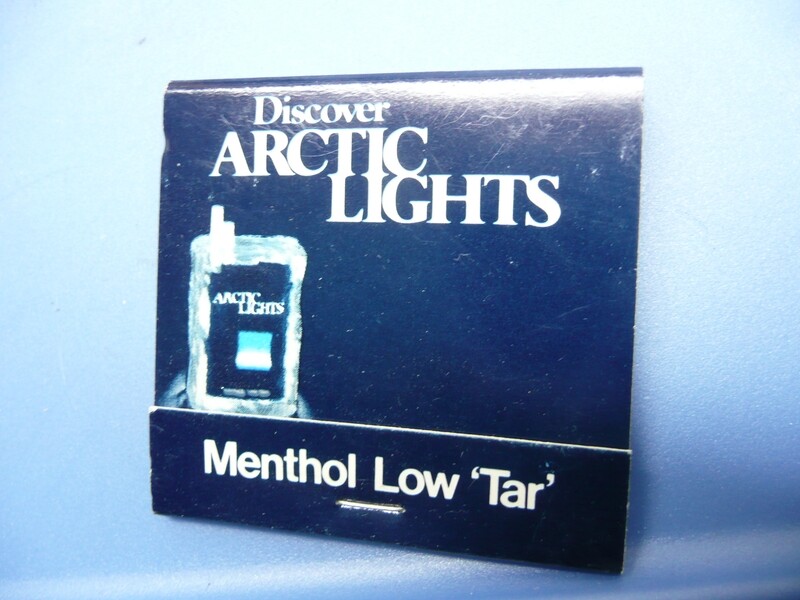 Discover
ARCTIC
LIGHTS
ARCTIC
LIGHTS
Menthol Low ‘Tar’